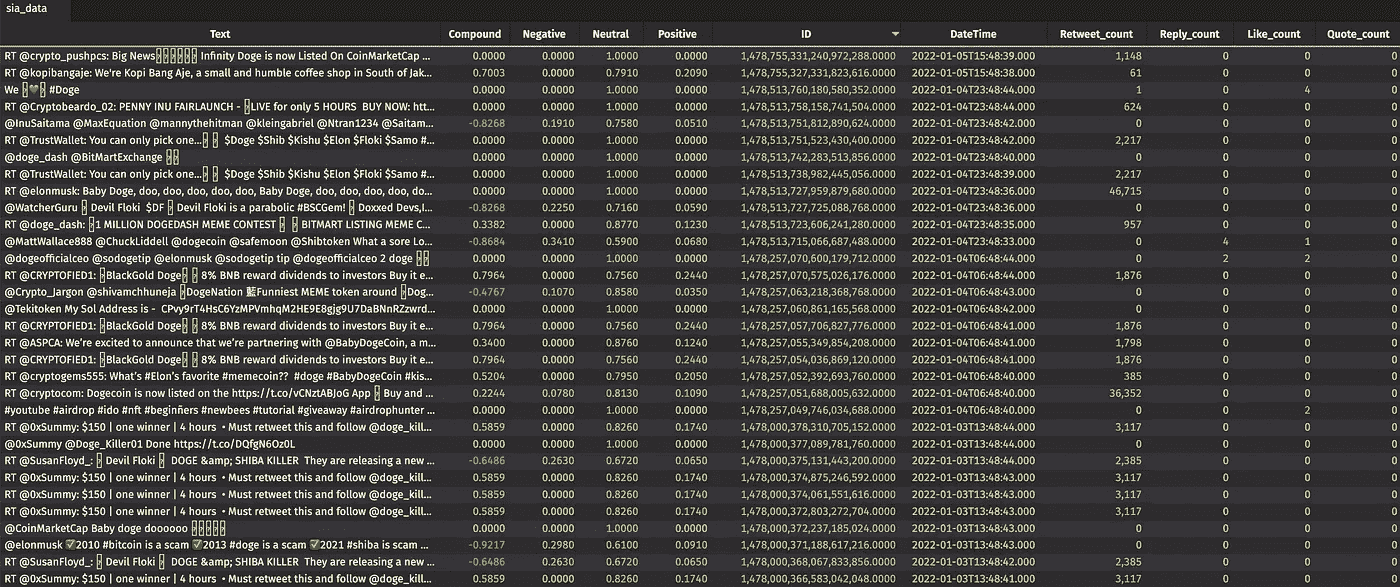 sia_data
Text Compound Negative Neutral Positive ID DateTime Retweet_count Reply_count Like_count Quote_count
RT @crypto_pushpcs: Big News Infinity Doge is now Listed On CoinMarketCap ... 0.0000 0.0000 1.0000 0.0000 1,478,755,331,240,972,288.0000 2022-01-05T15:48:39.000 1,148 0 0 0
RT @kopibangaje: We're Kopi Bang Aje, a small and humble coffee shop in South of Jak... 0.7003 0.0000 0.7910 0.2090 1,478,755,327,331,823,616.0000 2022-01-05T15:48:38.000 61 0 0 0
We 🖤 #Doge 0.0000 0.0000 1.0000 0.0000 1,478,513,760,180,580,352.0000 2022-01-04T23:48:44.000 1 0 4 0
RT @Cryptobeardo_02: PENNY INU FAIRLAUNCH - LIVE for only 5 HOURS BUY NOW: htt... 0.0000 0.0000 1.0000 0.0000 1,478,513,758,158,741,504.0000 2022-01-04T23:48:44.000 624 0 0 0
@InuSaitama @MaxEquation @mannythehitman @kleingabriel @Ntran1234 @Saitam... -0.8268 0.1910 0.7580 0.0510 1,478,513,751,812,890,624.0000 2022-01-04T23:48:42.000 0 0 0 0
RT @TrustWallet: You can only pick one... $Doge $Shib $Kishu $Elon $Floki $Samo #... 0.0000 0.0000 1.0000 0.0000 1,478,513,751,523,430,400.0000 2022-01-04T23:48:42.000 2,217 0 0 0
@doge_dash @BitMartExchange 0.0000 0.0000 1.0000 0.0000 1,478,513,742,283,513,856.0000 2022-01-04T23:48:40.000 0 0 0 0
RT @TrustWallet: You can only pick one... $Doge $Shib $Kishu $Elon $Floki $Samo #... 0.0000 0.0000 1.0000 0.0000 1,478,513,738,982,445,056.0000 2022-01-04T23:48:39.000 2,217 0 0 0
RT @elonmusk: Baby Doge, doo, doo, doo, doo, doo, Baby Doge, doo, doo, doo, doo, do... 0.0000 0.0000 1.0000 0.0000 1,478,513,727,959,879,680.0000 2022-01-04T23:48:36.000 46,715 0 0 0
@WatcherGuru Devil Floki $DF Devil Floki is a parabolic #BSCGem! Doxxed Devs,I... -0.8268 0.2250 0.7160 0.0590 1,478,513,727,725,088,768.0000 2022-01-04T23:48:36.000 0 0 0 0
RT @doge_dash: 1 MILLION DOGEDASH MEME CONTEST BITMART LISTING MEME C... 0.3382 0.0000 0.8770 0.1230 1,478,513,723,606,241,280.0000 2022-01-04T23:48:35.000 957 0 0 0
@MattWallace888 @ChuckLiddell @dogecoin @safemoon @Shibtoken What a sore Lo... -0.8684 0.3410 0.5900 0.0680 1,478,513,715,066,687,488.0000 2022-01-04T23:48:33.000 0 4 1 0
@dogeofficialceo @sodogetip @elonmusk @sodogetip tip @dogeofficialceo 2 doge 0.0000 0.0000 1.0000 0.0000 1,478,257,070,600,179,712.0000 2022-01-04T06:48:44.000 0 2 2 0
RT @CRYPTOFIED1: BlackGold Doge 8% BNB reward dividends to investors Buy it e... 0.7964 0.0000 0.7560 0.2440 1,478,257,070,575,026,176.0000 2022-01-04T06:48:44.000 1,876 0 0 0
@Crypto_Jargon @shivamchhuneja DogeNation 藍Funniest MEME token around Dog... -0.4767 0.1070 0.8580 0.0350 1,478,257,063,218,368,768.0000 2022-01-04T06:48:43.000 0 0 0 0
@Tekitoken My Sol Address is - CPvy9rT4HsC6YzMPVmhqM2HE9E8gjg9U7DaBNnRZzwrd... 0.0000 0.0000 1.0000 0.0000 1,478,257,060,861,165,568.0000 2022-01-04T06:48:42.000 0 0 0 0
RT @CRYPTOFIED1: BlackGold Doge 8% BNB reward dividends to investors Buy it e... 0.7964 0.0000 0.7560 0.2440 1,478,257,057,706,827,776.0000 2022-01-04T06:48:41.000 1,876 0 0 0
RT @ASPCA: We're excited to announce that we're partnering with @BabyDogeCoin, a m... 0.3400 0.0000 0.8760 0.1240 1,478,257,055,349,854,208.0000 2022-01-04T06:48:41.000 1,798 0 0 0
RT @CRYPTOFIED1: BlackGold Doge 8% BNB reward dividends to investors Buy it e... 0.7964 0.0000 0.7560 0.2440 1,478,257,054,036,869,120.0000 2022-01-04T06:48:41.000 1,876 0 0 0
RT @cryptogems555: What's #Elon's favorite #memecoin?? #doge #BabyDogeCoin #kis... 0.5204 0.0000 0.7950 0.2050 1,478,257,052,392,693,760.0000 2022-01-04T06:48:40.000 385 0 0 0
RT @cryptocom: Dogecoin is now listed on the https://t.co/vCNztABJoG App Buy and ... 0.2244 0.0780 0.8130 0.1090 1,478,257,051,688,005,632.0000 2022-01-04T06:48:40.000 36,352 0 0 0
#youtube #airdrop #ido #nft #beginners #newbees #tutorial #giveaway #airdrophunter ... 0.0000 0.0000 1.0000 0.0000 1,478,257,049,746,034,688.0000 2022-01-04T06:48:40.000 0 0 2 0
RT @0xSummy: $150 | one winner | 4 hours • Must retweet this and follow @doge_kill... 0.5859 0.0000 0.8260 0.1740 1,478,000,378,310,705,152.0000 2022-01-03T13:48:44.000 3,117 0 0 0
@0xSummy @Doge_Killer01 Done https://t.co/DQfgN6Oz0L 0.0000 0.0000 1.0000 0.0000 1,478,000,377,089,781,760.0000 2022-01-03T13:48:44.000 0 0 0 0
RT @SusanFloyd_: Devil Floki DOGE &amp; SHIBA KILLER They are releasing a new ... -0.6486 0.2630 0.6720 0.0650 1,478,000,375,131,443,200.0000 2022-01-03T13:48:44.000 2,385 0 0 0
RT @0xSummy: $150 | one winner | 4 hours • Must retweet this and follow @doge_kill... 0.5859 0.0000 0.8260 0.1740 1,478,000,374,875,246,592.0000 2022-01-03T13:48:43.000 3,117 0 0 0
RT @0xSummy: $150 | one winner | 4 hours • Must retweet this and follow @doge_kill... 0.5859 0.0000 0.8260 0.1740 1,478,000,374,061,551,616.0000 2022-01-03T13:48:43.000 3,117 0 0 0
RT @0xSummy: $150 | one winner | 4 hours • Must retweet this and follow @doge_kill... 0.5859 0.0000 0.8260 0.1740 1,478,000,372,803,272,704.0000 2022-01-03T13:48:43.000 3,117 0 0 0
@CoinMarketCap Baby doge doooooo 0.0000 0.0000 1.0000 0.0000 1,478,000,372,237,185,024.0000 2022-01-03T13:48:43.000 0 0 0 0
@elonmusk ✅2010 #bitcoin is a scam ✅2013 #doge is a scam ✅2021 #shiba is scam ... -0.9217 0.2980 0.6100 0.0910 1,478,000,371,188,617,216.0000 2022-01-03T13:48:43.000 0 0 0 0
RT @SusanFloyd_: Devil Floki DOGE &amp; SHIBA KILLER They are releasing a new ... -0.6486 0.2630 0.6720 0.0650 1,478,000,368,067,833,856.0000 2022-01-03T13:48:42.000 2,385 0 0 0
RT @0xSummy: $150 | one winner | 4 hours • Must retweet this and follow @doge_kill... 0.5859 0.0000 0.8260 0.1740 1,478,000,366,583,042,048.0000 2022-01-03T13:48:41.000 3,117 0 0 0